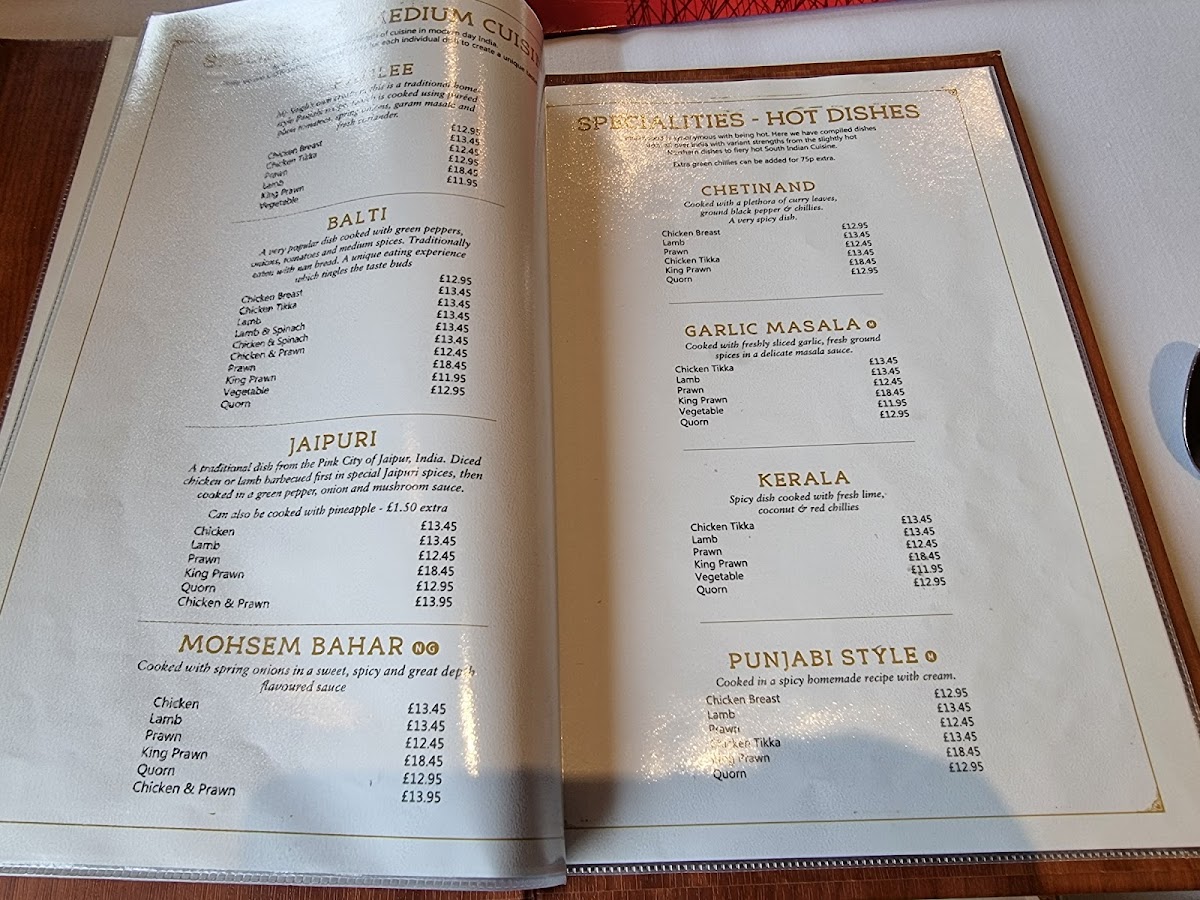 MEDIUM CUISINE
of cuisine in modern day India.
each individual dish to create a unique
LEE
own this is a traditional home-
style Punjabi is cooked using puréed
plum tomatoes, spring onions, garam masala and
fresh coriander.
Chicken Breast £12.95
Chicken Tikka £13.45
Prawn £12.45
Lamb £12.95
King Prawn £18.45
Vegetable £11.95
BALTI
A very popular dish cooked with green peppers,
onions, tomatoes and medium spices. Traditionally
eaten with nan bread. A unique eating experience
which tingles the taste buds
Chicken Breast £12.95
Chicken Tikka £13.45
Lamb £13.45
Lamb & Spinach £13.45
Chicken & Spinach £13.45
Chicken & Prawn £13.45
Prawn £12.45
King Prawn £18.45
Vegetable £11.95
Quorn £12.95
JAIPURI
A traditional dish from the Pink City of Jaipur, India. Diced
chicken or lamb barbecued first in special Jaipuri spices, then
cooked in a green pepper, onion and mushroom sauce.
Can also be cooked with pineapple - £1.50 extra
Chicken £13.45
Lamb £13.45
Prawn £12.45
King Prawn £18.45
Quorn £12.95
Chicken & Prawn £13.95
MOHSEM BAHAR NG
Cooked with spring onions in a sweet, spicy and great depth
flavoured sauce
Chicken £13.45
Lamb £13.45
Prawn £12.45
King Prawn £18.45
Quorn £12.95
Chicken & Prawn £13.95
SPECIALITIES - HOT DISHES
is synonymous with being hot. Here we have compiled dishes
all over India with variant strengths from the slightly hot
Northern dishes to fiery hot South Indian Cuisine.
Extra green chillies can be added for 75p extra.
CHETINAND
Cooked with a plethora of curry leaves,
ground black pepper & chillies.
A very spicy dish.
Chicken Breast £12.95
Lamb £13.45
Prawn £12.45
Chicken Tikka £13.45
King Prawn £18.45
Quorn £12.95
GARLIC MASALA N
Cooked with freshly sliced garlic, fresh ground
spices in a delicate masala sauce.
Chicken Tikka £13.45
Lamb £13.45
Prawn £12.45
King Prawn £18.45
Vegetable £11.95
Quorn £12.95
KERALA
Spicy dish cooked with fresh lime,
coconut & red chillies
Chicken Tikka £13.45
Lamb £13.45
Prawn £12.45
King Prawn £18.45
Vegetable £11.95
Quorn £12.95
PUNJABI STYLE N
Cooked in a spicy homemade recipe with cream.
Chicken Breast £12.95
Lamb £13.45
Prawn £12.45
Chicken Tikka £13.45
King Prawn £18.45
Quorn £12.95